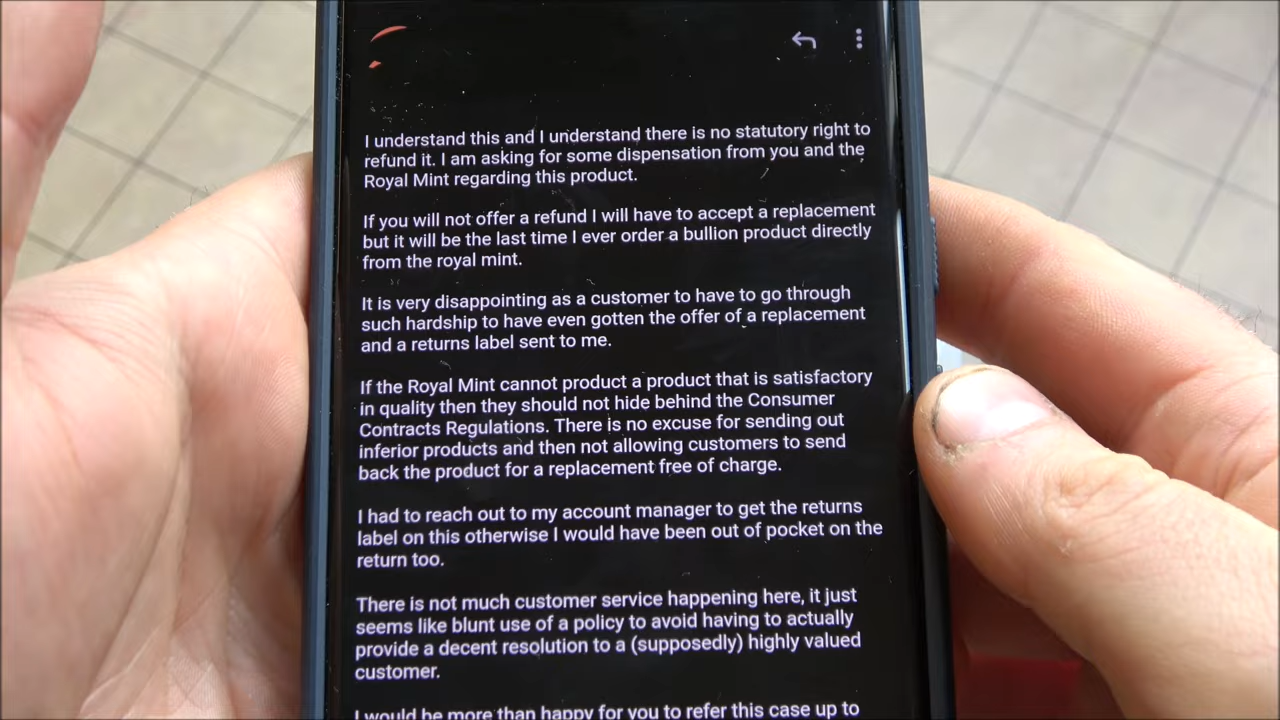 I understand this and I understand there is no statutory right to
refund it. I am asking for some dispensation from you and the
Royal Mint regarding this product.
If you will not offer a refund I will have to accept a replacement
but it will be the last time I ever order a bullion product directly
from the royal mint.
It is very disappointing as a customer to have to go through
such hardship to have even gotten the offer of a replacement
and a returns label sent to me.
If the Royal Mint cannot product a product that is satisfactory
in quality then they should not hide behind the Consumer
Contracts Regulations. There is no excuse for sending out
inferior products and then not allowing customers to send
back the product for a replacement free of charge.
I had to reach out to my account manager to get the returns
label on this otherwise I would have been out of pocket on the
return too.
There is not much customer service happening here, it just
seems like blunt use of a policy to avoid having to actually
provide a decent resolution to a (supposedly) highly valued
customer.
I would be more than happy for you to refer this case up to